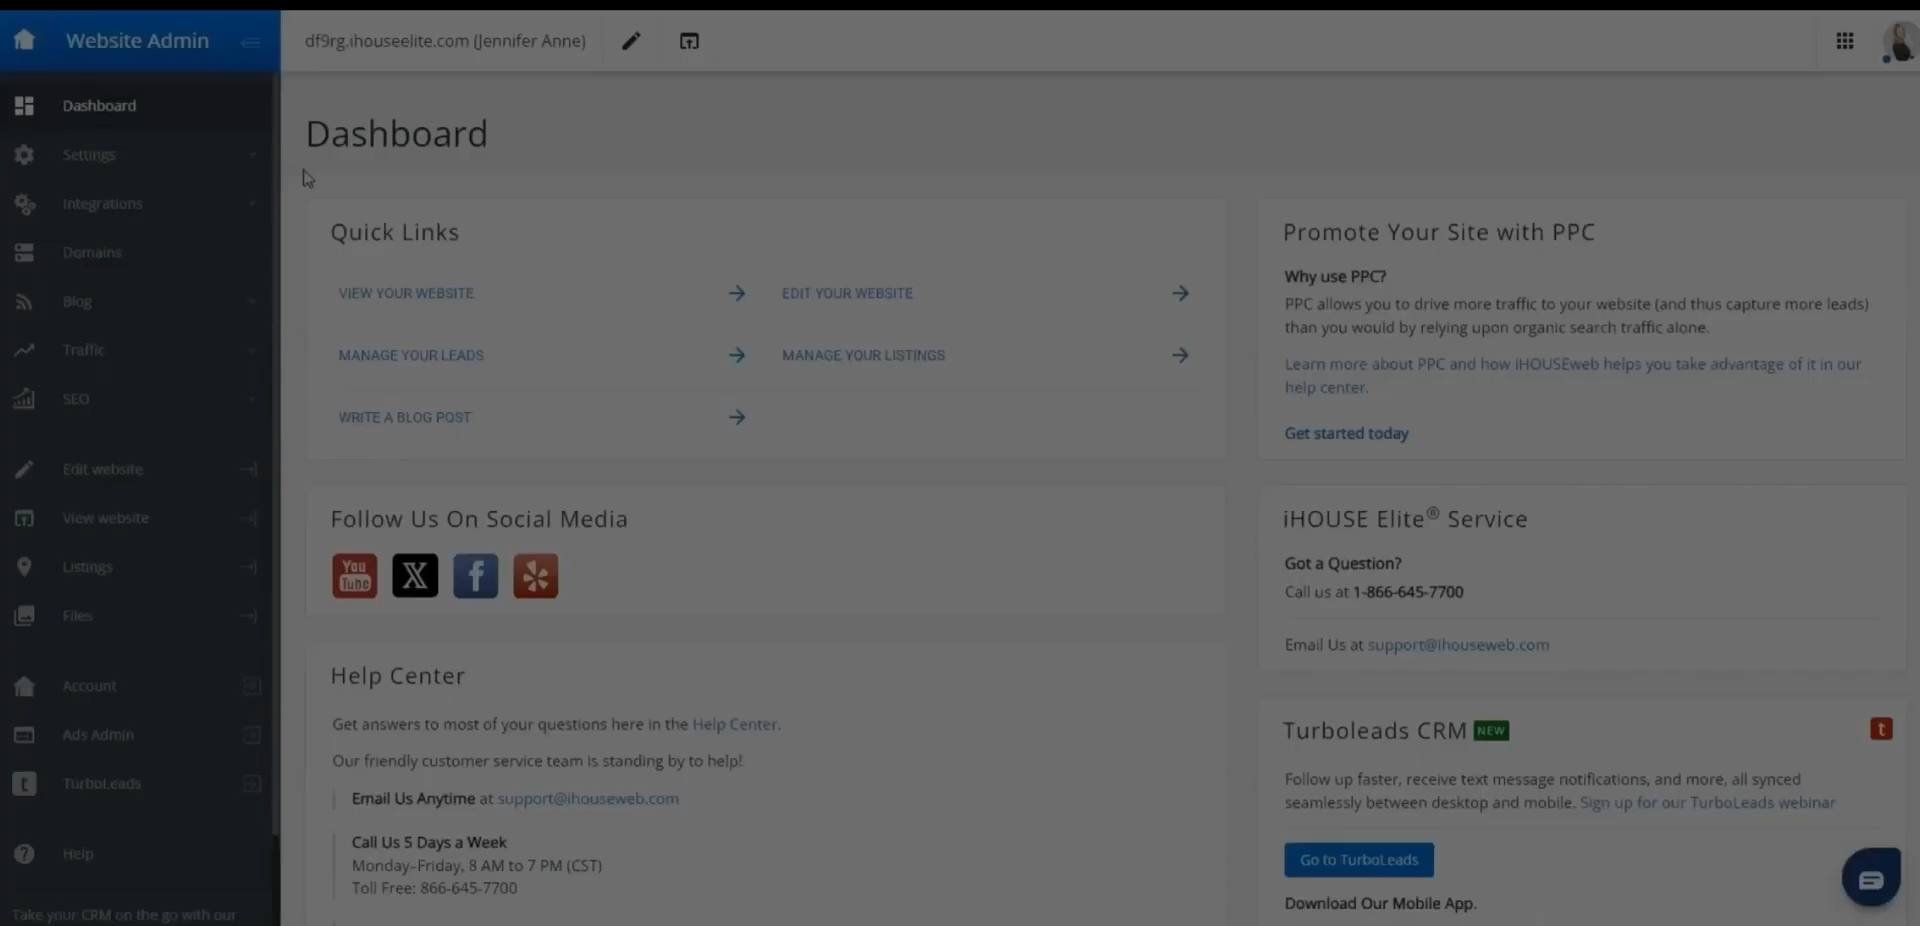 Website Admin
df9rg.ihouseelite.com (Jennifer Anne)
Dashboard
Settings
Integrations
Domains
Blog
Traffic
SEO
Edit website
View website
Listings
Files
Account
Ads Admin
TurboLeads
Help
Take your CRM on the go with our
Dashboard
Quick Links
VIEW YOUR WEBSITE
EDIT YOUR WEBSITE
MANAGE YOUR LEADS
MANAGE YOUR LISTINGS
WRITE A BLOG POST
Follow Us On Social Media
You
Tube
X
f
Help Center
Get answers to most of your questions here in the Help Center.
Our friendly customer service team is standing by to help!
Email Us Anytime at support@ihouseweb.com
Call Us 5 Days a Week
Monday–Friday, 8 AM to 7 PM (CST)
Toll Free: 866-645-7700
Promote Your Site with PPC
Why use PPC?
PPC allows you to drive more traffic to your website (and thus capture more leads)
than you would by relying upon organic search traffic alone.
Learn more about PPC and how iHOUSEweb helps you take advantage of it in our
help center.
Get started today
iHOUSE Elite® Service
Got a Question?
Call us at 1-866-645-7700
Email Us at support@ihouseweb.com
Turboleads CRM NEW
t
Follow up faster, receive text message notifications, and more, all synced
seamlessly between desktop and mobile. Sign up for our TurboLeads webinar
Go to TurboLeads
Download Our Mobile App.